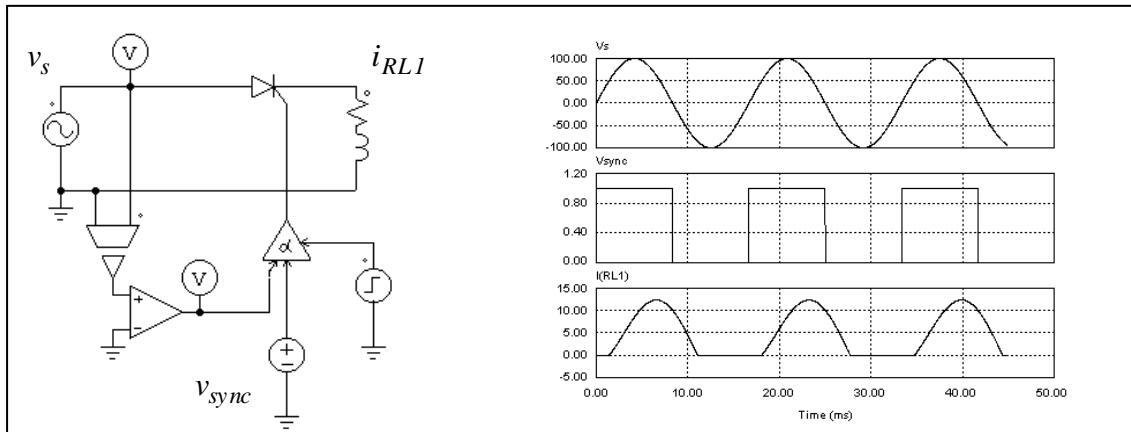 v_s
V
i_RL1
α
+
−
V
+
−
v_sync
Vs
100.00
50.00
0.00
-50.00
-100.00
Vsync
1.20
0.80
0.40
0.00
I(RL1)
15.00
10.00
5.00
0.00
-5.00
0.00 10.00 20.00 30.00 40.00 50.00
Time (ms)